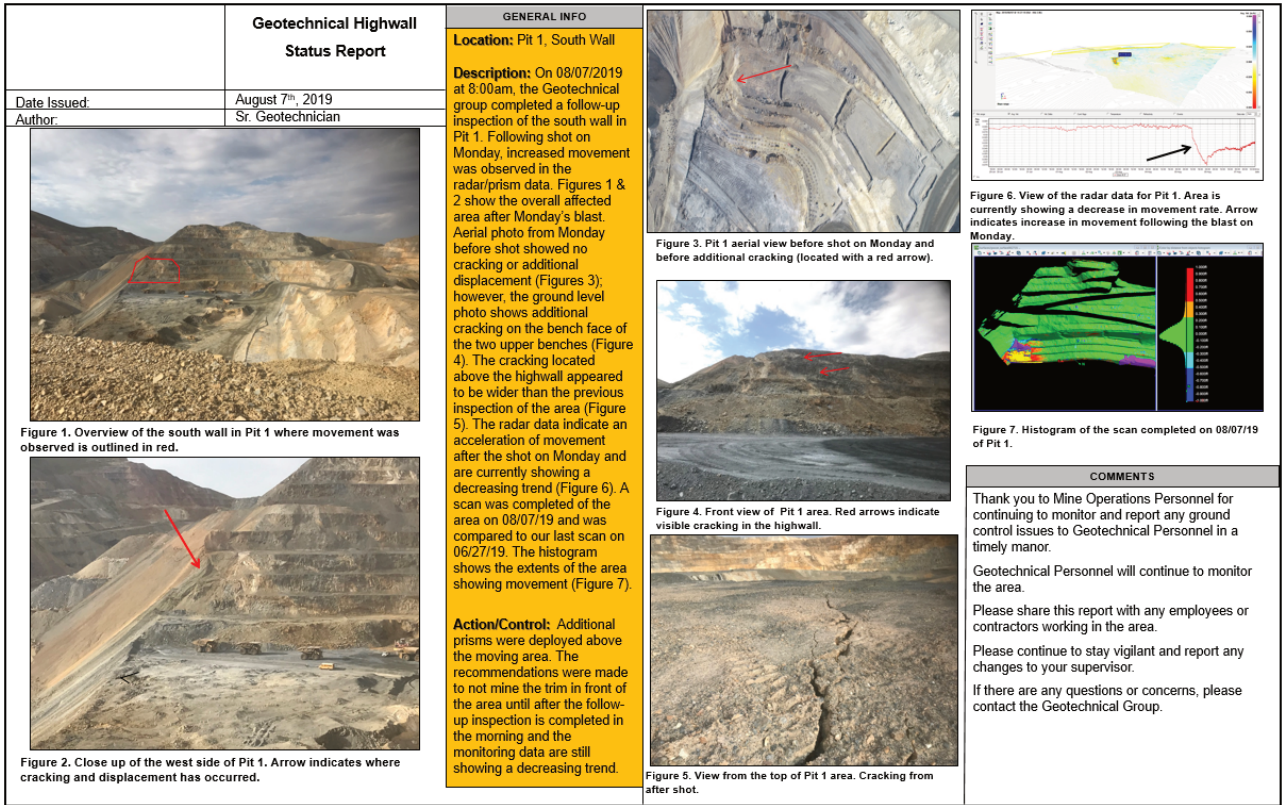 Geotechnical Highwall
Status Report
Date Issued:
August 7th, 2019
Author:
Sr. Geotechnician
Figure 1. Overview of the south wall in Pit 1 where movement was
observed is outlined in red.
Figure 2. Close up of the west side of Pit 1. Arrow indicates where
cracking and displacement has occurred.
GENERAL INFO
Location: Pit 1, South Wall
Description: On 08/07/2019
at 8:00am, the Geotechnical
group completed a follow-up
inspection of the south wall in
Pit 1. Following shot on
Monday, increased movement
was observed in the
radar/prism data. Figures 1 &
2 show the overall affected
area after Monday's blast.
Aerial photo from Monday
before shot showed no
cracking or additional
displacement (Figures 3);
however, the ground level
photo shows additional
cracking on the bench face of
the two upper benches (Figure
4). The cracking located
above the highwall appeared
to be wider than the previous
inspection of the area (Figure
5). The radar data indicate an
acceleration of movement
after the shot on Monday and
are currently showing a
decreasing trend (Figure 6). A
scan was completed of the
area on 08/07/19 and was
compared to our last scan on
06/27/19. The histogram
shows the extents of the area
showing movement (Figure 7).
Action/Control: Additional
prisms were deployed above
the moving area. The
recommendations were made
to not mine the trim in front of
the area until after the follow-
up inspection is completed in
the morning and the
monitoring data are still
showing a decreasing trend.
Figure 3. Pit 1 aerial view before shot on Monday and
before additional cracking (located with a red arrow).
Figure 4. Front view of Pit 1 area. Red arrows indicate
visible cracking in the highwall.
Figure 5. View from the top of Pit 1 area. Cracking from
after shot.
Figure 6. View of the radar data for Pit 1. Area is
currently showing a decrease in movement rate. Arrow
indicates increase in movement following the blast on
Monday.
Figure 7. Histogram of the scan completed on 08/07/19
of Pit 1.
COMMENTS
Thank you to Mine Operations Personnel for
continuing to monitor and report any ground
control issues to Geotechnical Personnel in a
timely manor.
Geotechnical Personnel will continue to monitor
the area.
Please share this report with any employees or
contractors working in the area.
Please continue to stay vigilant and report any
changes to your supervisor.
If there are any questions or concerns, please
contact the Geotechnical Group.